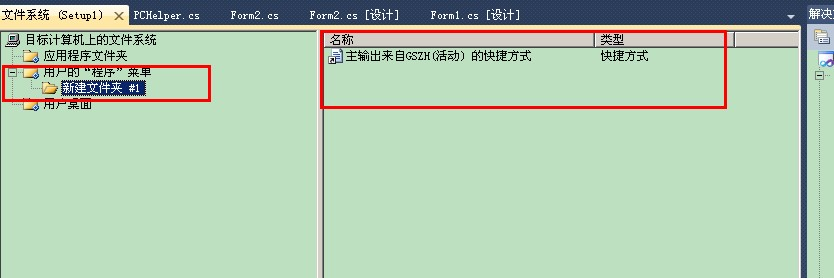 文件系统 (Setup1) PCHelper.cs Form2.cs Form2.cs [设计] Form1.cs [设计]
解决
目标计算机上的文件系统
应用程序文件夹
用户的“程序”菜单
新建文件夹 #1
用户桌面
名称 类型
主输出来自GSZH(活动) 的快捷方式 快捷方式